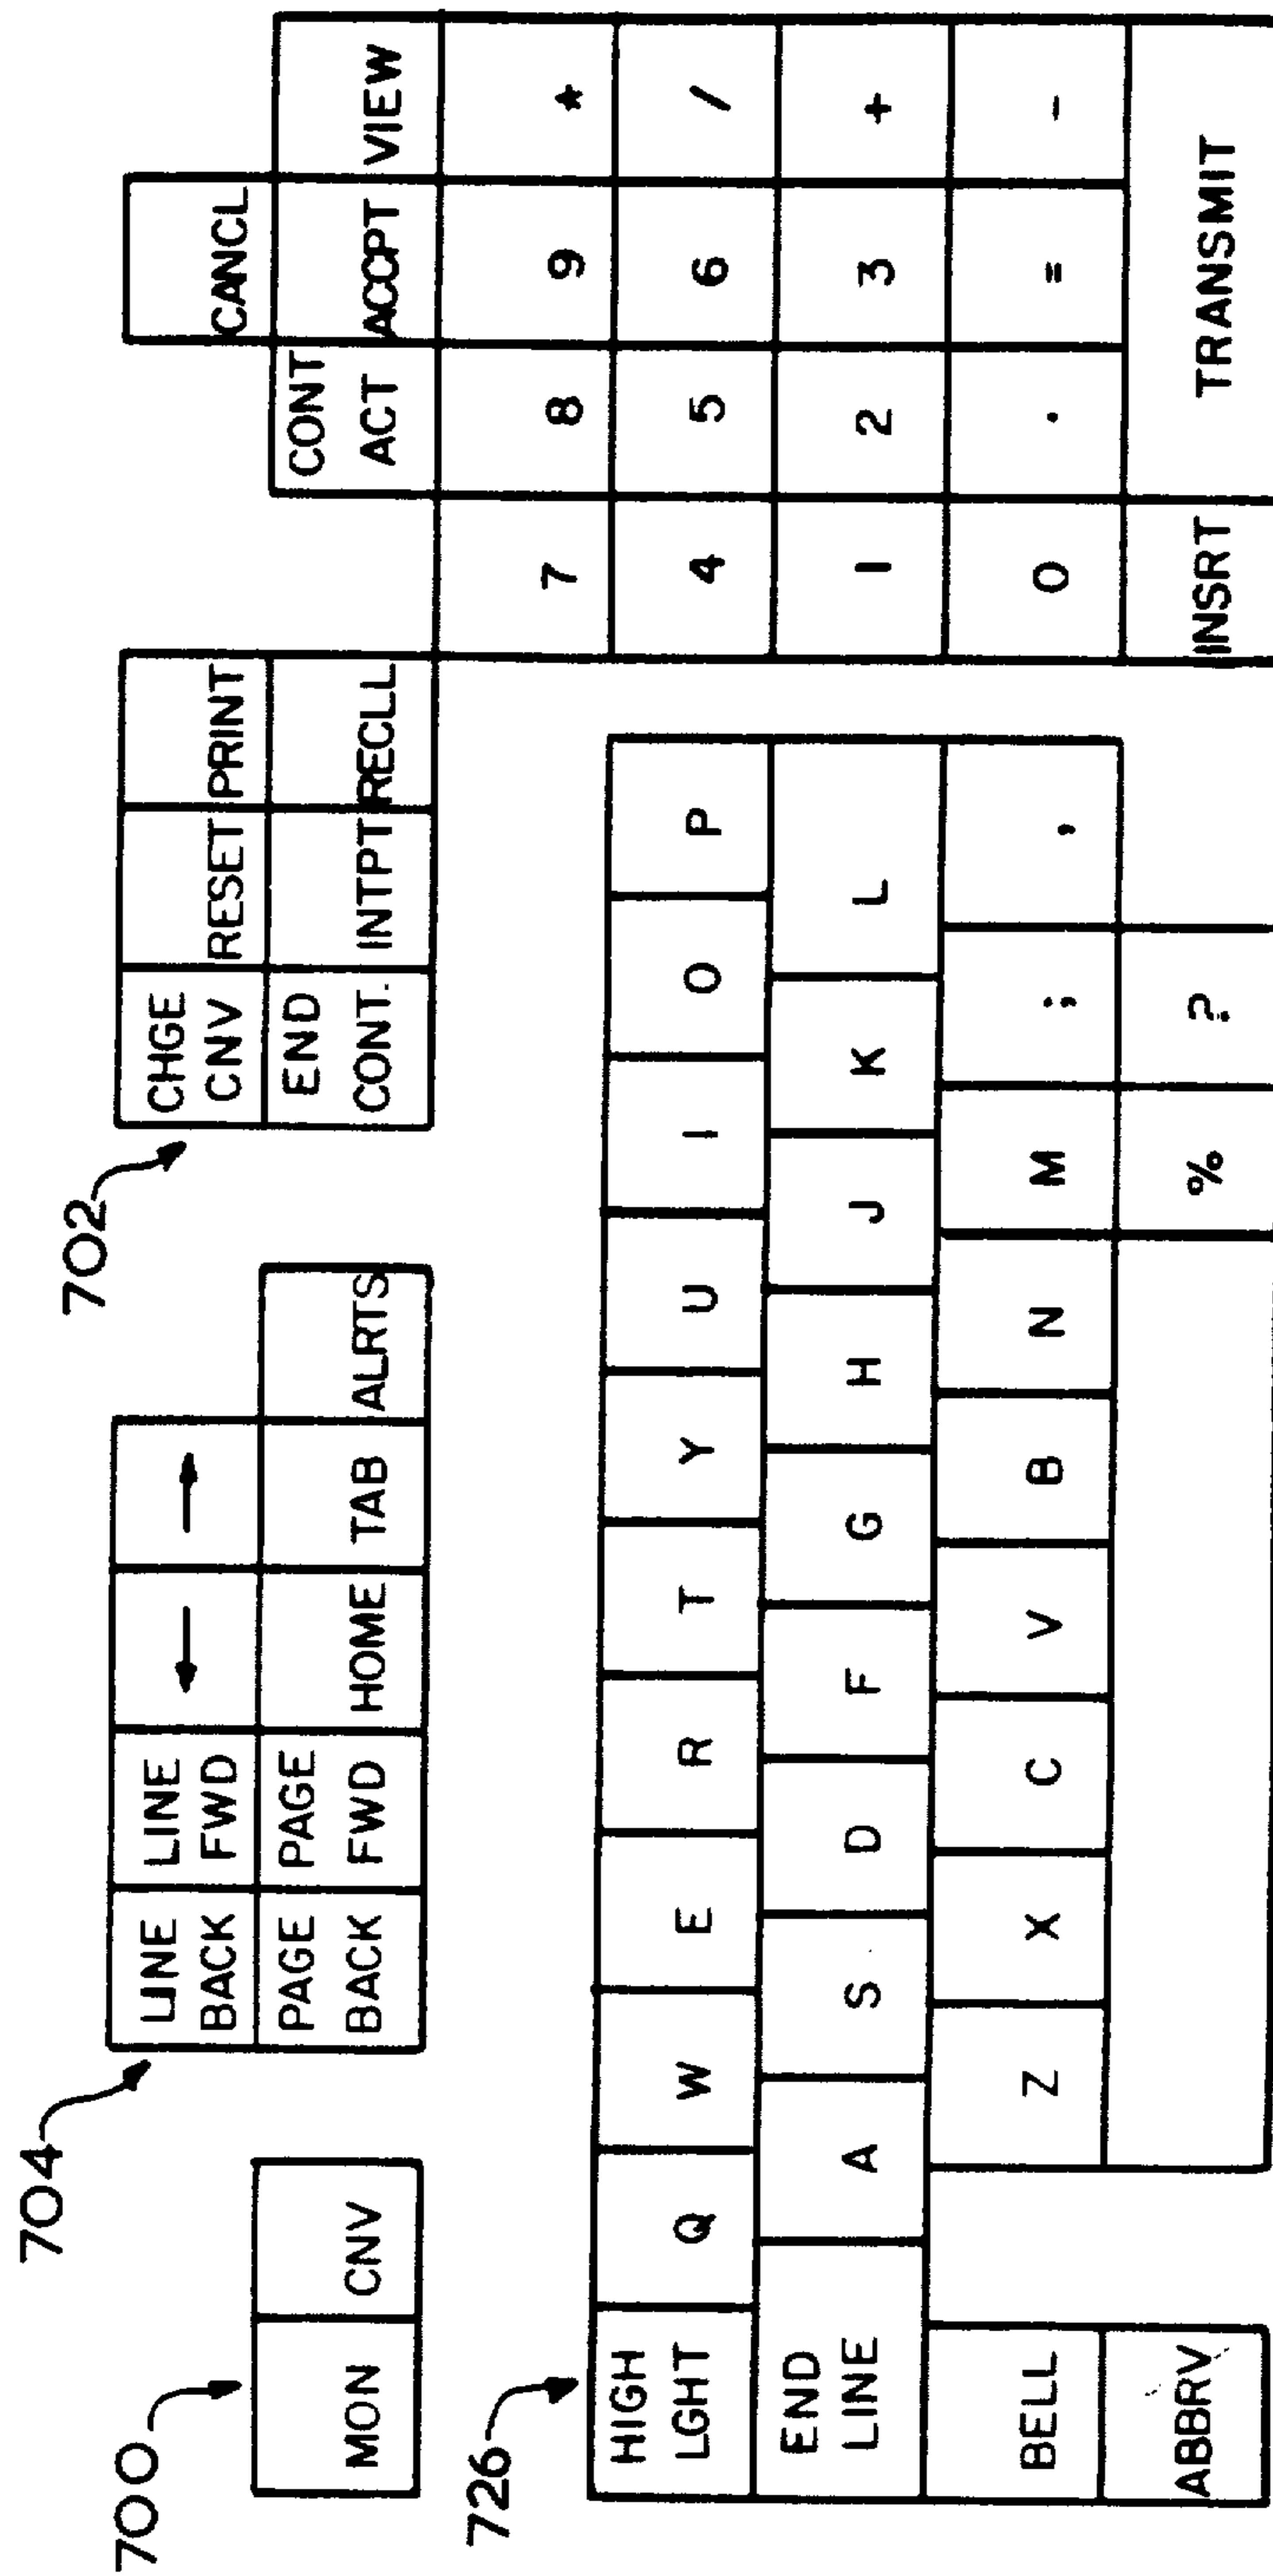 700
MON CNV
704
LINE BACK LINE FWD ← →
PAGE BACK PAGE FWD HOME TAB ALRTS
702
CHGE CNV RESET PRINT
END CONT. INTPT RECLL
CANCL
CONT ACT ACCPT VIEW
726
HIGH LGHT Q W E R T Y U I O P
END LINE A S D F G H J K L
BELL Z X C V B N M ; ,
ABBRV % ?
7 8 9 *
4 5 6 /
1 2 3 +
0 . = -
INSRT TRANSMIT